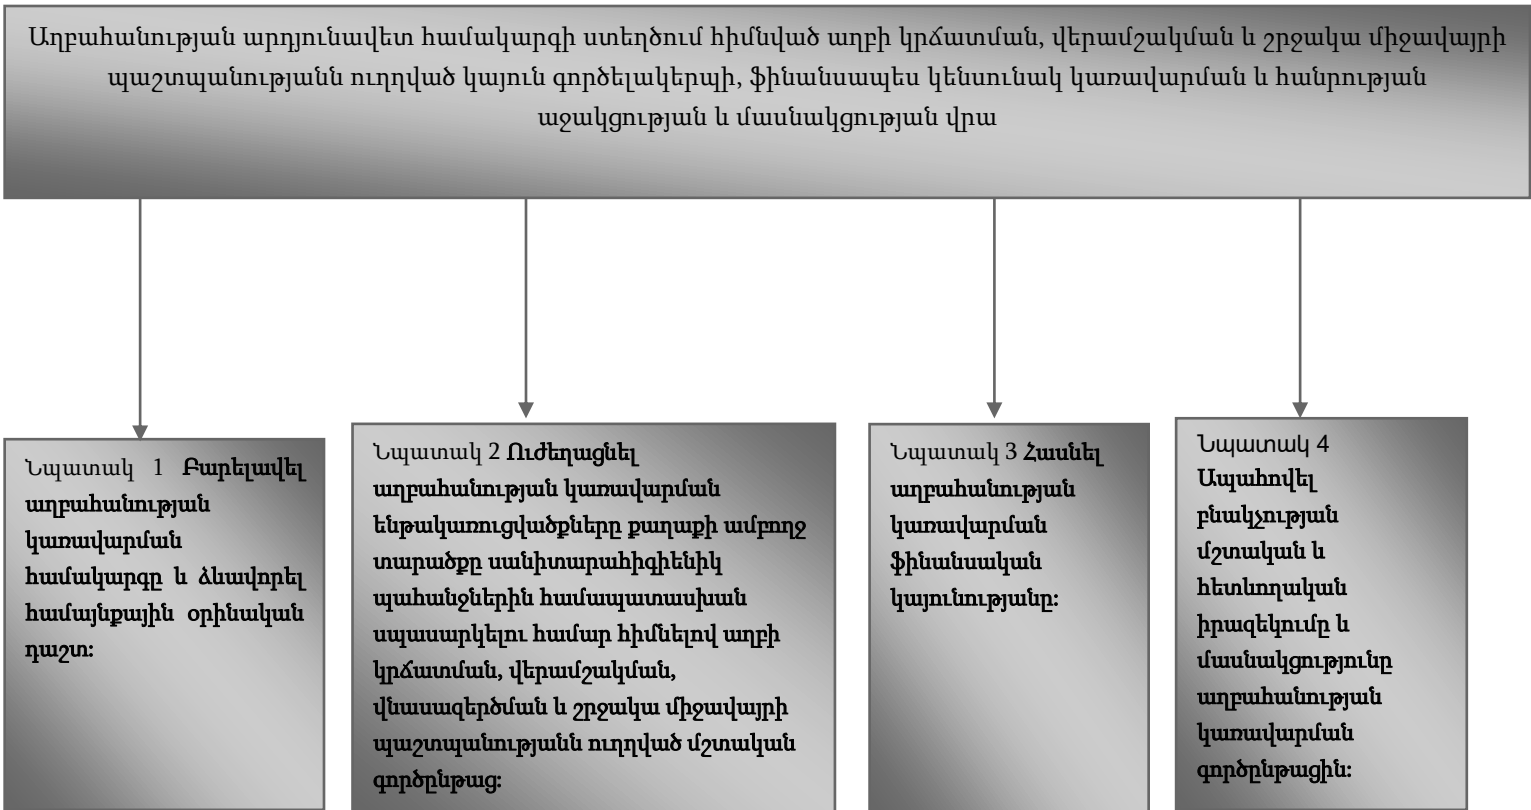 Աղբահանության արդյունավետ համակարգի ստեղծում հիմնված աղբի կրճատման, վերամշակման և շրջակա միջավայրի
պաշտպանությանն ուղղված կայուն գործելակերպի, ֆինանսապես կենսունակ կառավարման և հանրության
աջակցության և մասնակցության վրա
Նպատակ 1 Բարելավել
աղբահանության
կառավարման
համակարգը և ձևավորել
համայնքային օրինական
դաշտ:
Նպատակ 2 Ուժեղացնել
աղբահանության կառավարման
ենթակառուցվածքները քաղաքի ամբողջ
տարածքը սանիտարահիգիենիկ
պահանջներին համապատասխան
սպասարկելու համար հիմնելով աղբի
կրճատման, վերամշակման,
վնասազերծման և շրջակա միջավայրի
պաշտպանությանն ուղղված մշտական
գործընթաց:
Նպատակ 3 Հասնել
աղբահանության
կառավարման
ֆինանսական
կայունությանը:
Նպատակ 4
Ապահովել
բնակչության
մշտական և
հետևողական
իրազեկումը և
մասնակցությունը
աղբահանության
կառավարման
գործընթացին: